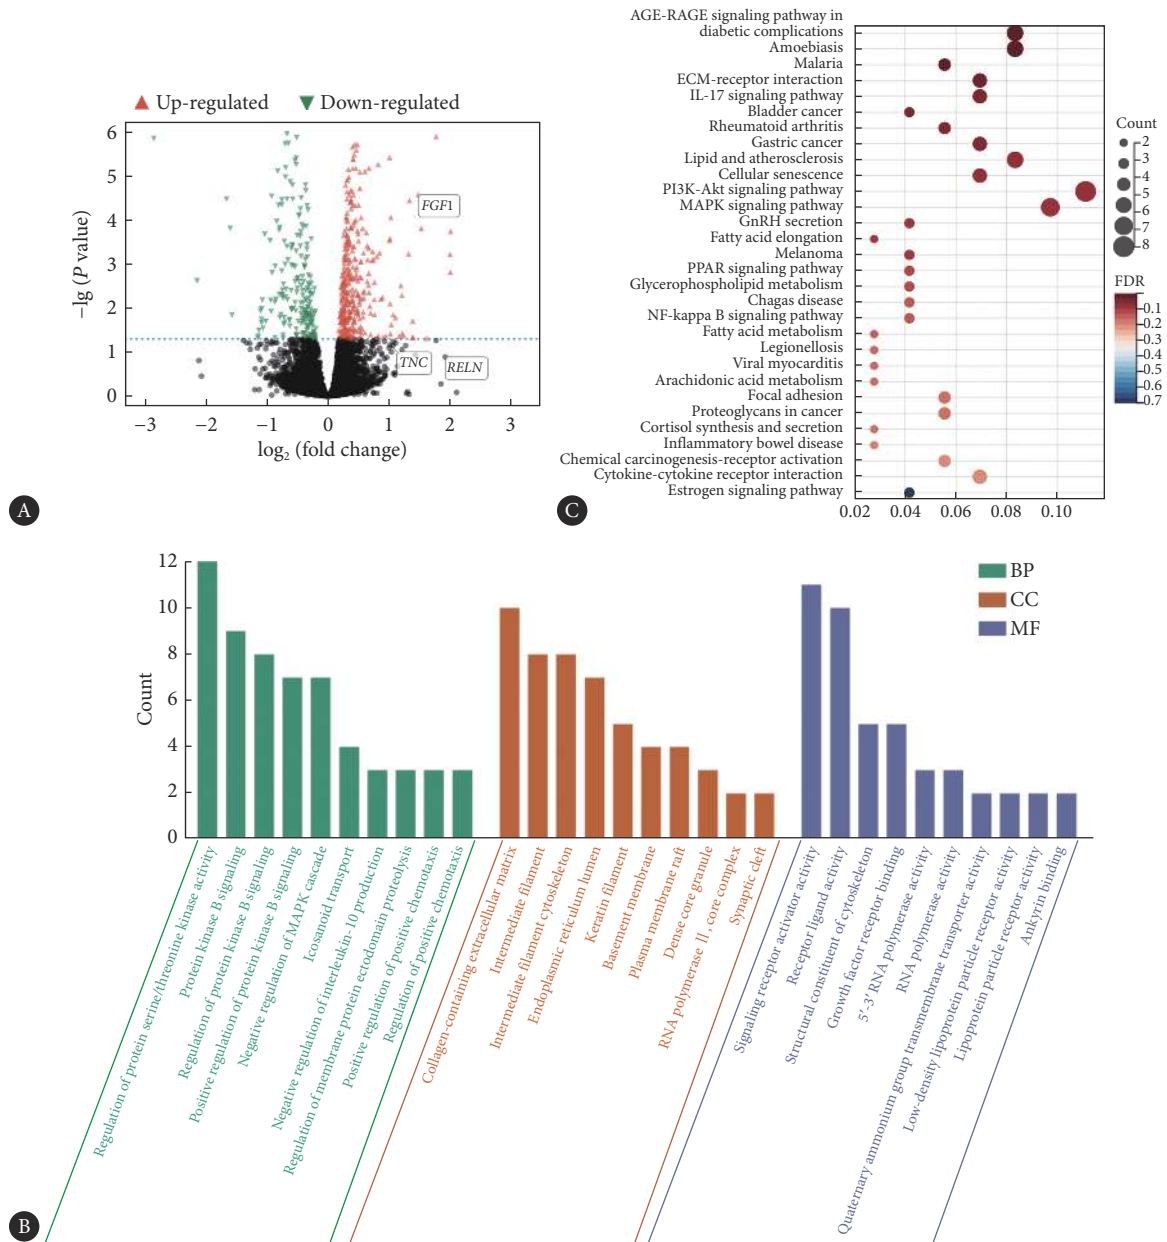 Up-regulated Down-regulated
6
5
4
3
2
1
0
−lg (P value)
FGF1
TNC
RELN
−3 −2 −1 0 1 2 3
log₂ (fold change)
A
AGE-RAGE signaling pathway in
diabetic complications
Amoebiasis
Malaria
ECM-receptor interaction
IL-17 signaling pathway
Bladder cancer
Rheumatoid arthritis
Gastric cancer
Lipid and atherosclerosis
Cellular senescence
PI3K-Akt signaling pathway
MAPK signaling pathway
GnRH secretion
Fatty acid elongation
Melanoma
PPAR signaling pathway
Glycerophospholipid metabolism
Chagas disease
NF-kappa B signaling pathway
Fatty acid metabolism
Legionellosis
Viral myocarditis
Arachidonic acid metabolism
Focal adhesion
Proteoglycans in cancer
Cortisol synthesis and secretion
Inflammatory bowel disease
Chemical carcinogenesis-receptor activation
Cytokine-cytokine receptor interaction
Estrogen signaling pathway
0.02 0.04 0.06 0.08 0.10
Count
2
3
4
5
6
7
8
FDR
0.1
0.2
0.3
0.4
0.5
0.6
0.7
C
12
10
8
6
4
2
0
Count
BP
CC
MF
Regulation of protein serine/threonine kinase activity
Protein kinase B signaling
Regulation of protein kinase B signaling
Positive regulation of protein kinase B signaling
Negative regulation of MAPK cascade
Icosanoid transport
Negative regulation of interleukin-10 production
Regulation of membrane protein ectodomain proteolysis
Positive regulation of positive chemotaxis
Regulation of positive chemotaxis
Collagen-containing extracellular matrix
Intermediate filament
Intermediate filament cytoskeleton
Endoplasmic reticulum lumen
Keratin filament
Basement membrane
Plasma membrane raft
Dense core granule
RNA polymerase II, core complex
Synaptic cleft
Signaling receptor activator activity
Receptor ligand activity
Structural constituent of cytoskeleton
Growth factor receptor binding
5′-3′ RNA polymerase activity
RNA polymerase activity
Quaternary ammonium group transmembrane transporter activity
Low-density lipoprotein particle receptor activity
Lipoprotein particle receptor activity
Ankyrin binding
B